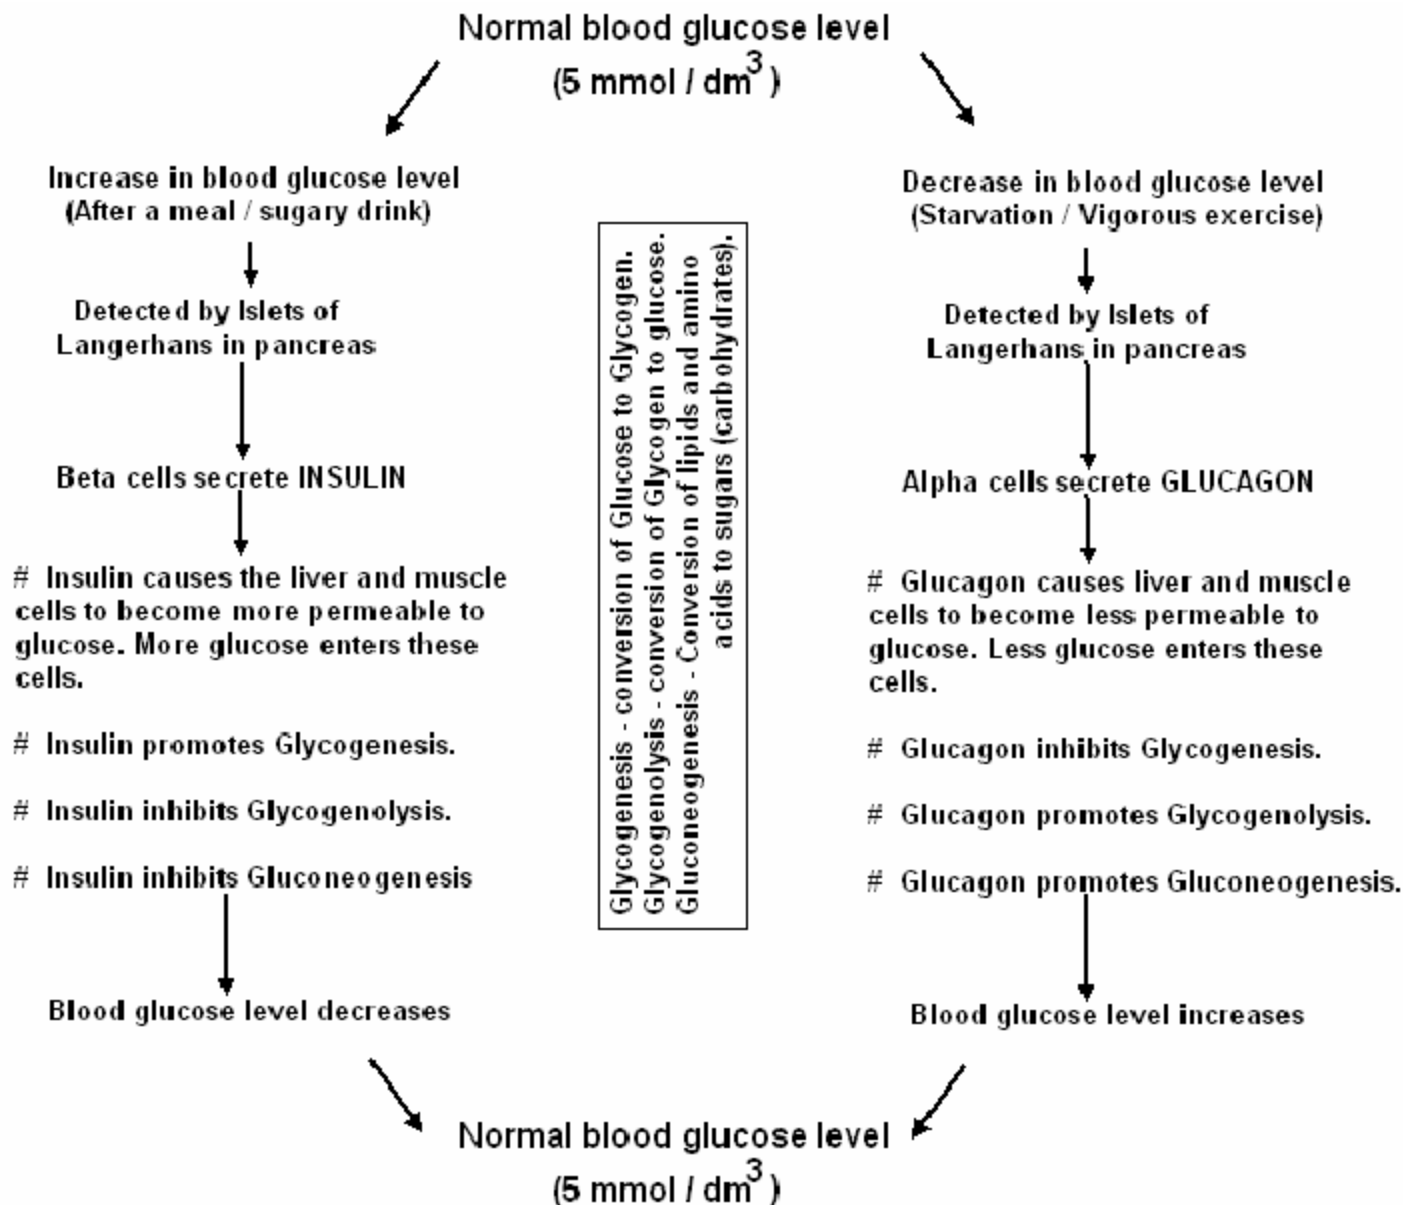 Normal blood glucose level
(5 mmol / dm³ )
Increase in blood glucose level
(After a meal / sugary drink)
Detected by Islets of
Langerhans in pancreas
Beta cells secrete INSULIN
# Insulin causes the liver and muscle
cells to become more permeable to
glucose. More glucose enters these
cells.
# Insulin promotes Glycogenesis.
# Insulin inhibits Glycogenolysis.
# Insulin inhibits Gluconeogenesis
Blood glucose level decreases
Glycogenesis - conversion of Glucose to Glycogen.
Glycogenolysis - conversion of Glycogen to glucose.
Gluconeogenesis - Conversion of lipids and amino
acids to sugars (carbohydrates).
Decrease in blood glucose level
(Starvation / Vigorous exercise)
Detected by Islets of
Langerhans in pancreas
Alpha cells secrete GLUCAGON
# Glucagon causes liver and muscle
cells to become less permeable to
glucose. Less glucose enters these
cells.
# Glucagon inhibits Glycogenesis.
# Glucagon promotes Glycogenolysis.
# Glucagon promotes Gluconeogenesis.
Blood glucose level increases
Normal blood glucose level
(5 mmol / dm³ )